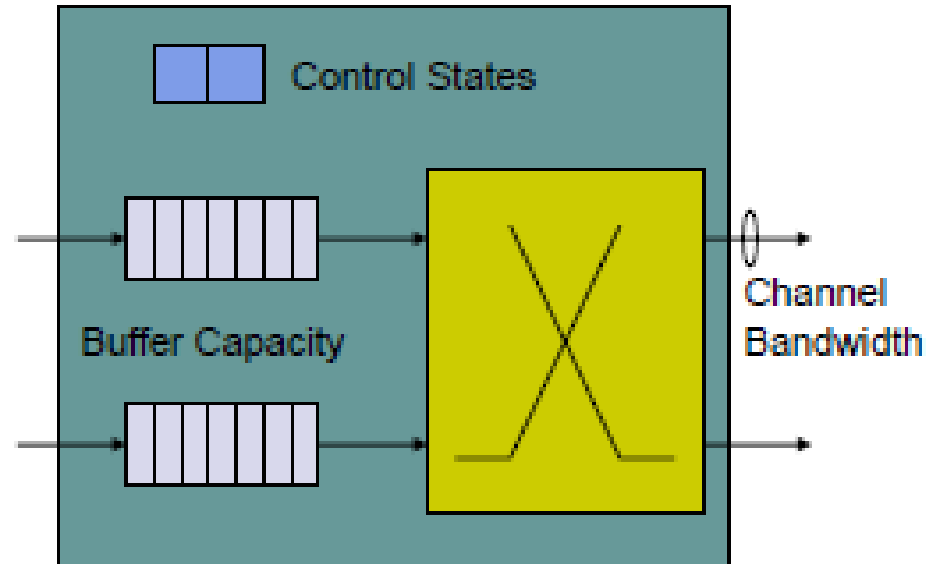 Control States
Channel
Buffer Capacity
Bandwidth